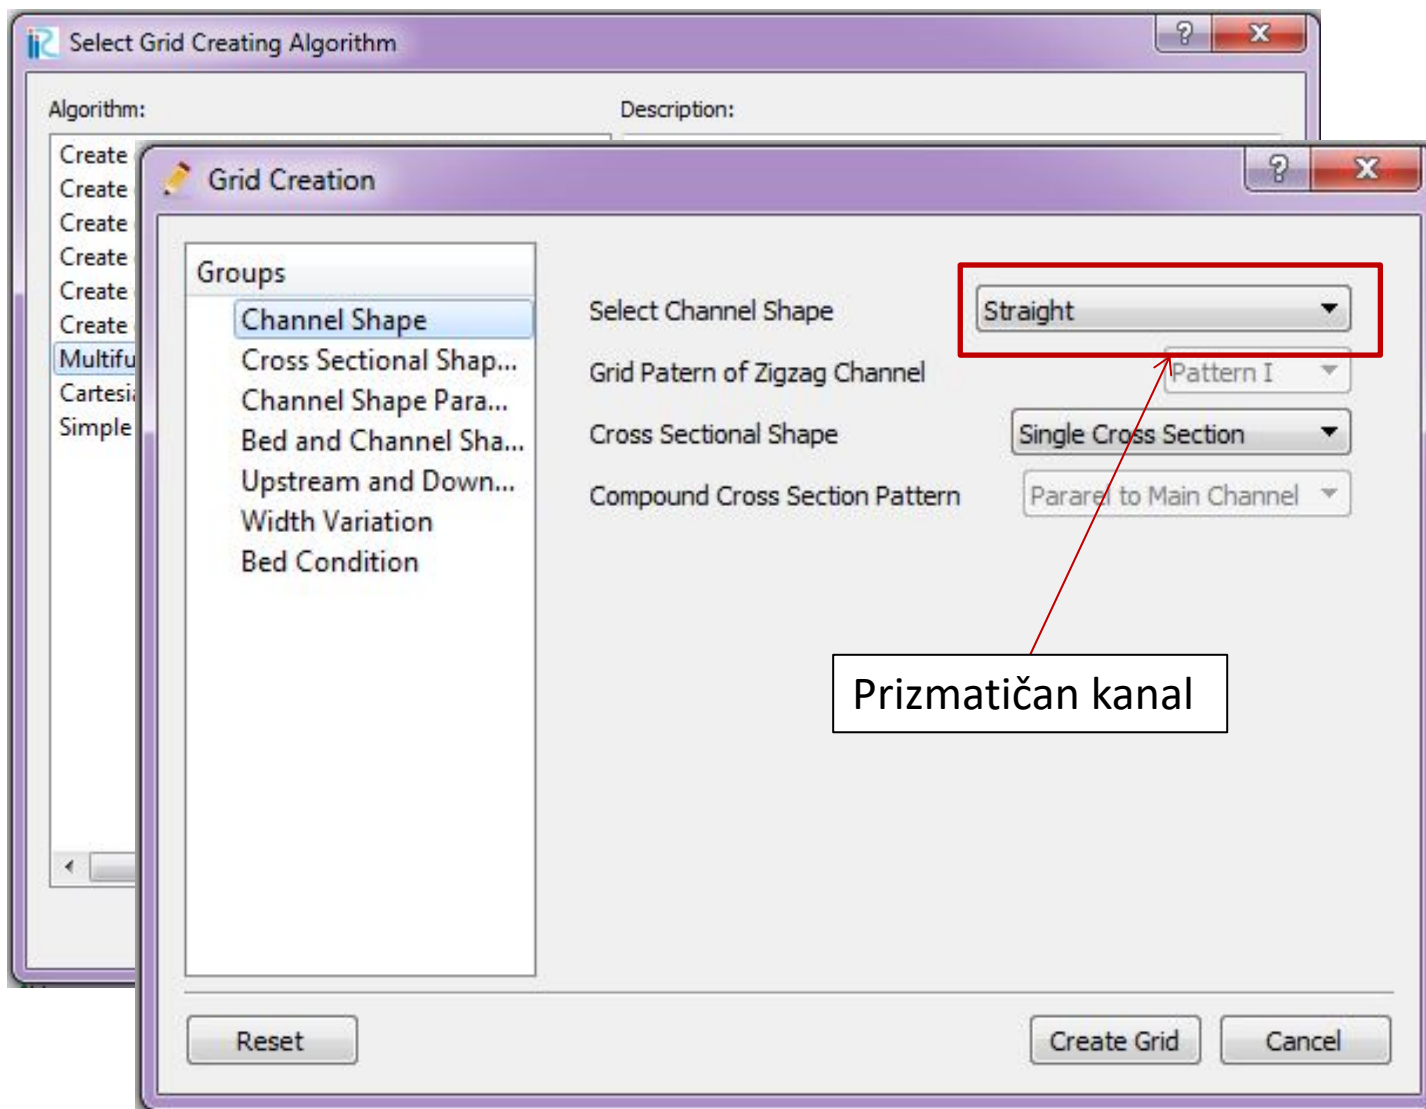 Select Grid Creating Algorithm
Algorithm:
Description:
Create
Create
Create
Create
Create
Create
Multifu
Cartesia
Simple
Grid Creation
Groups
Channel Shape
Cross Sectional Shap...
Channel Shape Para...
Bed and Channel Sha...
Upstream and Down...
Width Variation
Bed Condition
Select Channel Shape
Straight
Grid Patern of Zigzag Channel
Pattern I
Cross Sectional Shape
Single Cross Section
Compound Cross Section Pattern
Pararel to Main Channel
Prizmatičan kanal
Reset
Create Grid
Cancel